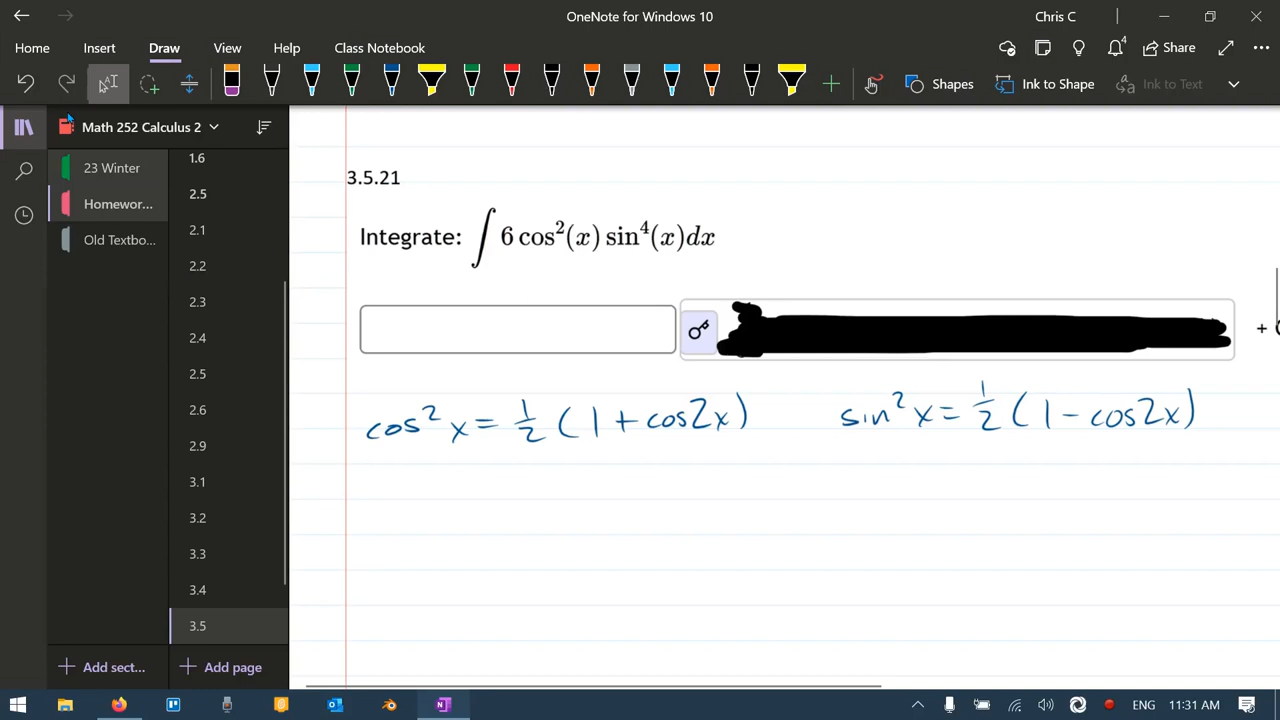 OneNote for Windows 10
Chris C
Home Insert Draw View Help Class Notebook
4
Share
Shapes
Ink to Shape
Ink to Text
Math 252 Calculus 2
23 Winter
Homewor...
Old Textbo...
1.6
2.5
2.1
2.2
2.3
2.4
2.5
2.6
2.9
3.1
3.2
3.3
3.4
3.5
Add sect...
Add page
3.5.21
Integrate: ∫ 6 cos²(x) sin⁴(x)dx
+
cos² x = 1/2 (1 + cos2x) sin² x = 1/2 (1 - cos2x)
ENG 11:31 AM